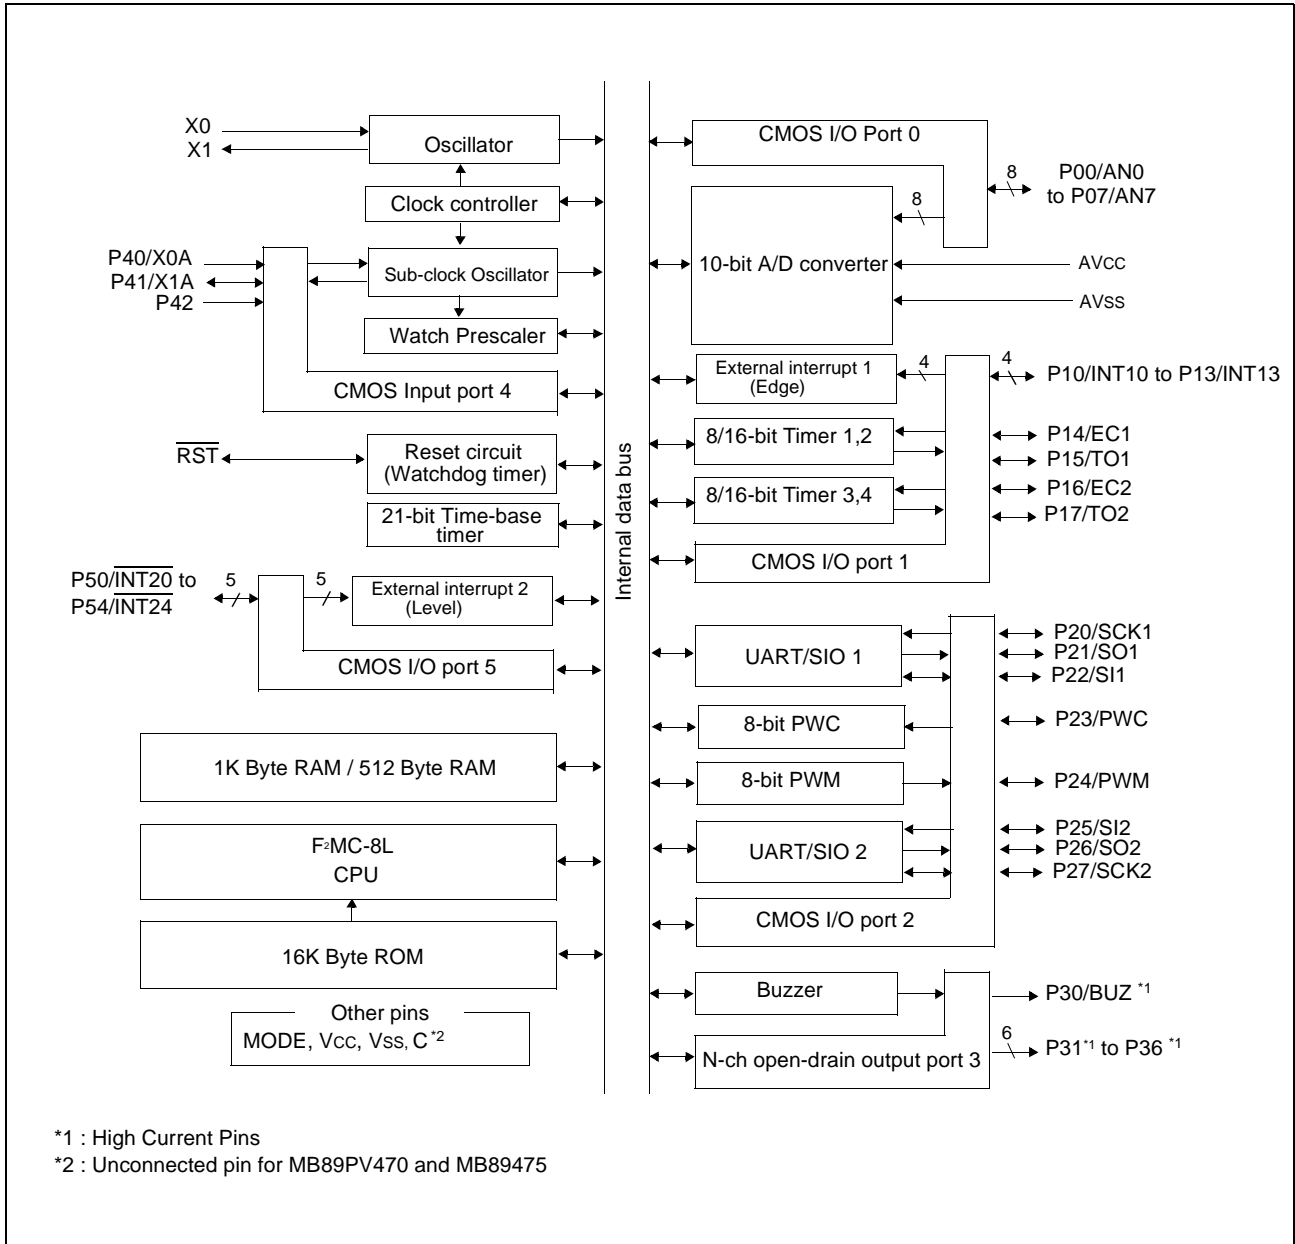 X0
X1
Oscillator
Clock controller
P40/X0A
P41/X1A
P42
Sub-clock Oscillator
Watch Prescaler
CMOS Input port 4
RST
Reset circuit
(Watchdog timer)
21-bit Time-base
timer
P50/INT20 to
P54/INT24
5
5
External interrupt 2
(Level)
CMOS I/O port 5
1K Byte RAM / 512 Byte RAM
F²MC-8L
CPU
16K Byte ROM
Other pins
MODE, VCC, VSS, C *2
Internal data bus
CMOS I/O Port 0
8
P00/AN0
to P07/AN7
8
10-bit A/D converter
AVCC
AVSS
External interrupt 1
(Edge)
4
4
P10/INT10 to P13/INT13
8/16-bit Timer 1,2
P14/EC1
P15/TO1
8/16-bit Timer 3,4
P16/EC2
P17/TO2
CMOS I/O port 1
UART/SIO 1
P20/SCK1
P21/SO1
P22/SI1
8-bit PWC
P23/PWC
8-bit PWM
P24/PWM
UART/SIO 2
P25/SI2
P26/SO2
P27/SCK2
CMOS I/O port 2
Buzzer
P30/BUZ *1
N-ch open-drain output port 3
6
P31*1 to P36 *1
*1 : High Current Pins
*2 : Unconnected pin for MB89PV470 and MB89475